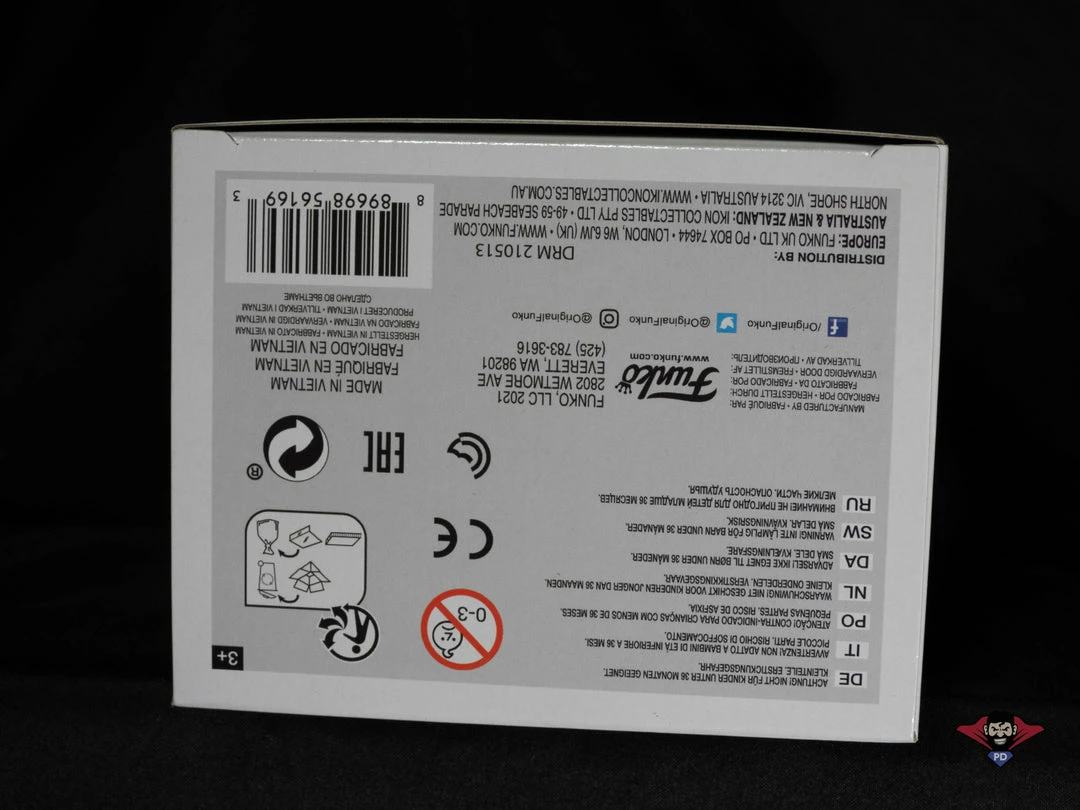 3+
DE ACHTUNG! NICHT FÜR KINDER UNTER 36 MONATEN GEEIGNET.
KLEINTEILE. ERSTICKUNGSGEFAHR.
IT AVVERTENZA! NON ADATTO A BAMBINI DI ETÀ INFERIORE A 36 MESI.
PICCOLE PARTI. RISCHIO DI SOFFOCAMENTO.
PO ATENÇÃO! CONTRA-INDICADO PARA CRIANÇAS COM MENOS DE 36 MESES.
PEQUENAS PARTES. RISCO DE ASFIXIA.
NL WAARSCHUWING! NIET GESCHIKT VOOR KINDEREN JONGER DAN 36 MAANDEN
KLEINE ONDERDELEN. VERSTIKKINGSGEVAAR.
DA ADVARSEL! IKKE EGNET TIL BØRN UNDER 36 MÅNEDER.
SMÅ DELE. KVÆLNINGSFARE.
SW VARNING! INTE LÄMPLIG FÖR BARN UNDER 36 MÅNADER.
SMÅ DELAR. KVÄVNINGSRISK.
RU ВНИМАНИЕ! НЕ ПРИГОДНО ДЛЯ ДЕТЕЙ МЛАДШЕ 36 МЕСЯЦЕВ.
МЕЛКИЕ ЧАСТИ. ОПАСНОСТЬ УДУШЬЯ.
0-3
CE
EAC
®
MANUFACTURED BY • FABRIQUÉ PAR:
FABRICADO POR • HERGESTELLT DURCH:
FABBRICATO DA • FABRICADO POR:
VERVAARDIGD DOOR • FREMSTILLET AF:
TILLVERKAD AV • ПРОИЗВОДИТЕЛЬ:
Funko
www.funko.com
FUNKO, LLC 2021
2802 WETMORE AVE
EVERETT, WA 98201
(425) 783-3616
/OriginalFunko @OriginalFunko @OriginalFunko
MADE IN VIETNAM
FABRIQUÉ EN VIETNAM
FABRICADO EN VIETNAM
HERGESTELLT IN VIETNAM • FABBRICATO IN VIETNAM
FABRICADO NA VIETNAM • VERVAARDIGD IN VIETNAM
PRODUCERET I VIETNAM • TILLVERKAD I VIETNAM
СДЕЛАНО ВО ВЬЕТНАМЕ
DISTRIBUTION BY: DRM 210513
EUROPE: FUNKO UK LTD • PO BOX 74644 • LONDON, W6 6JW (UK) • WWW.FUNKO.COM
AUSTRALIA & NEW ZEALAND: IKON COLLECTABLES PTY LTD • 49-59 SEABEACH PARADE
NORTH SHORE, VIC 3214 AUSTRALIA • WWW.IKONCOLLECTABLES.COM.AU
8 89698 56169 3
PD